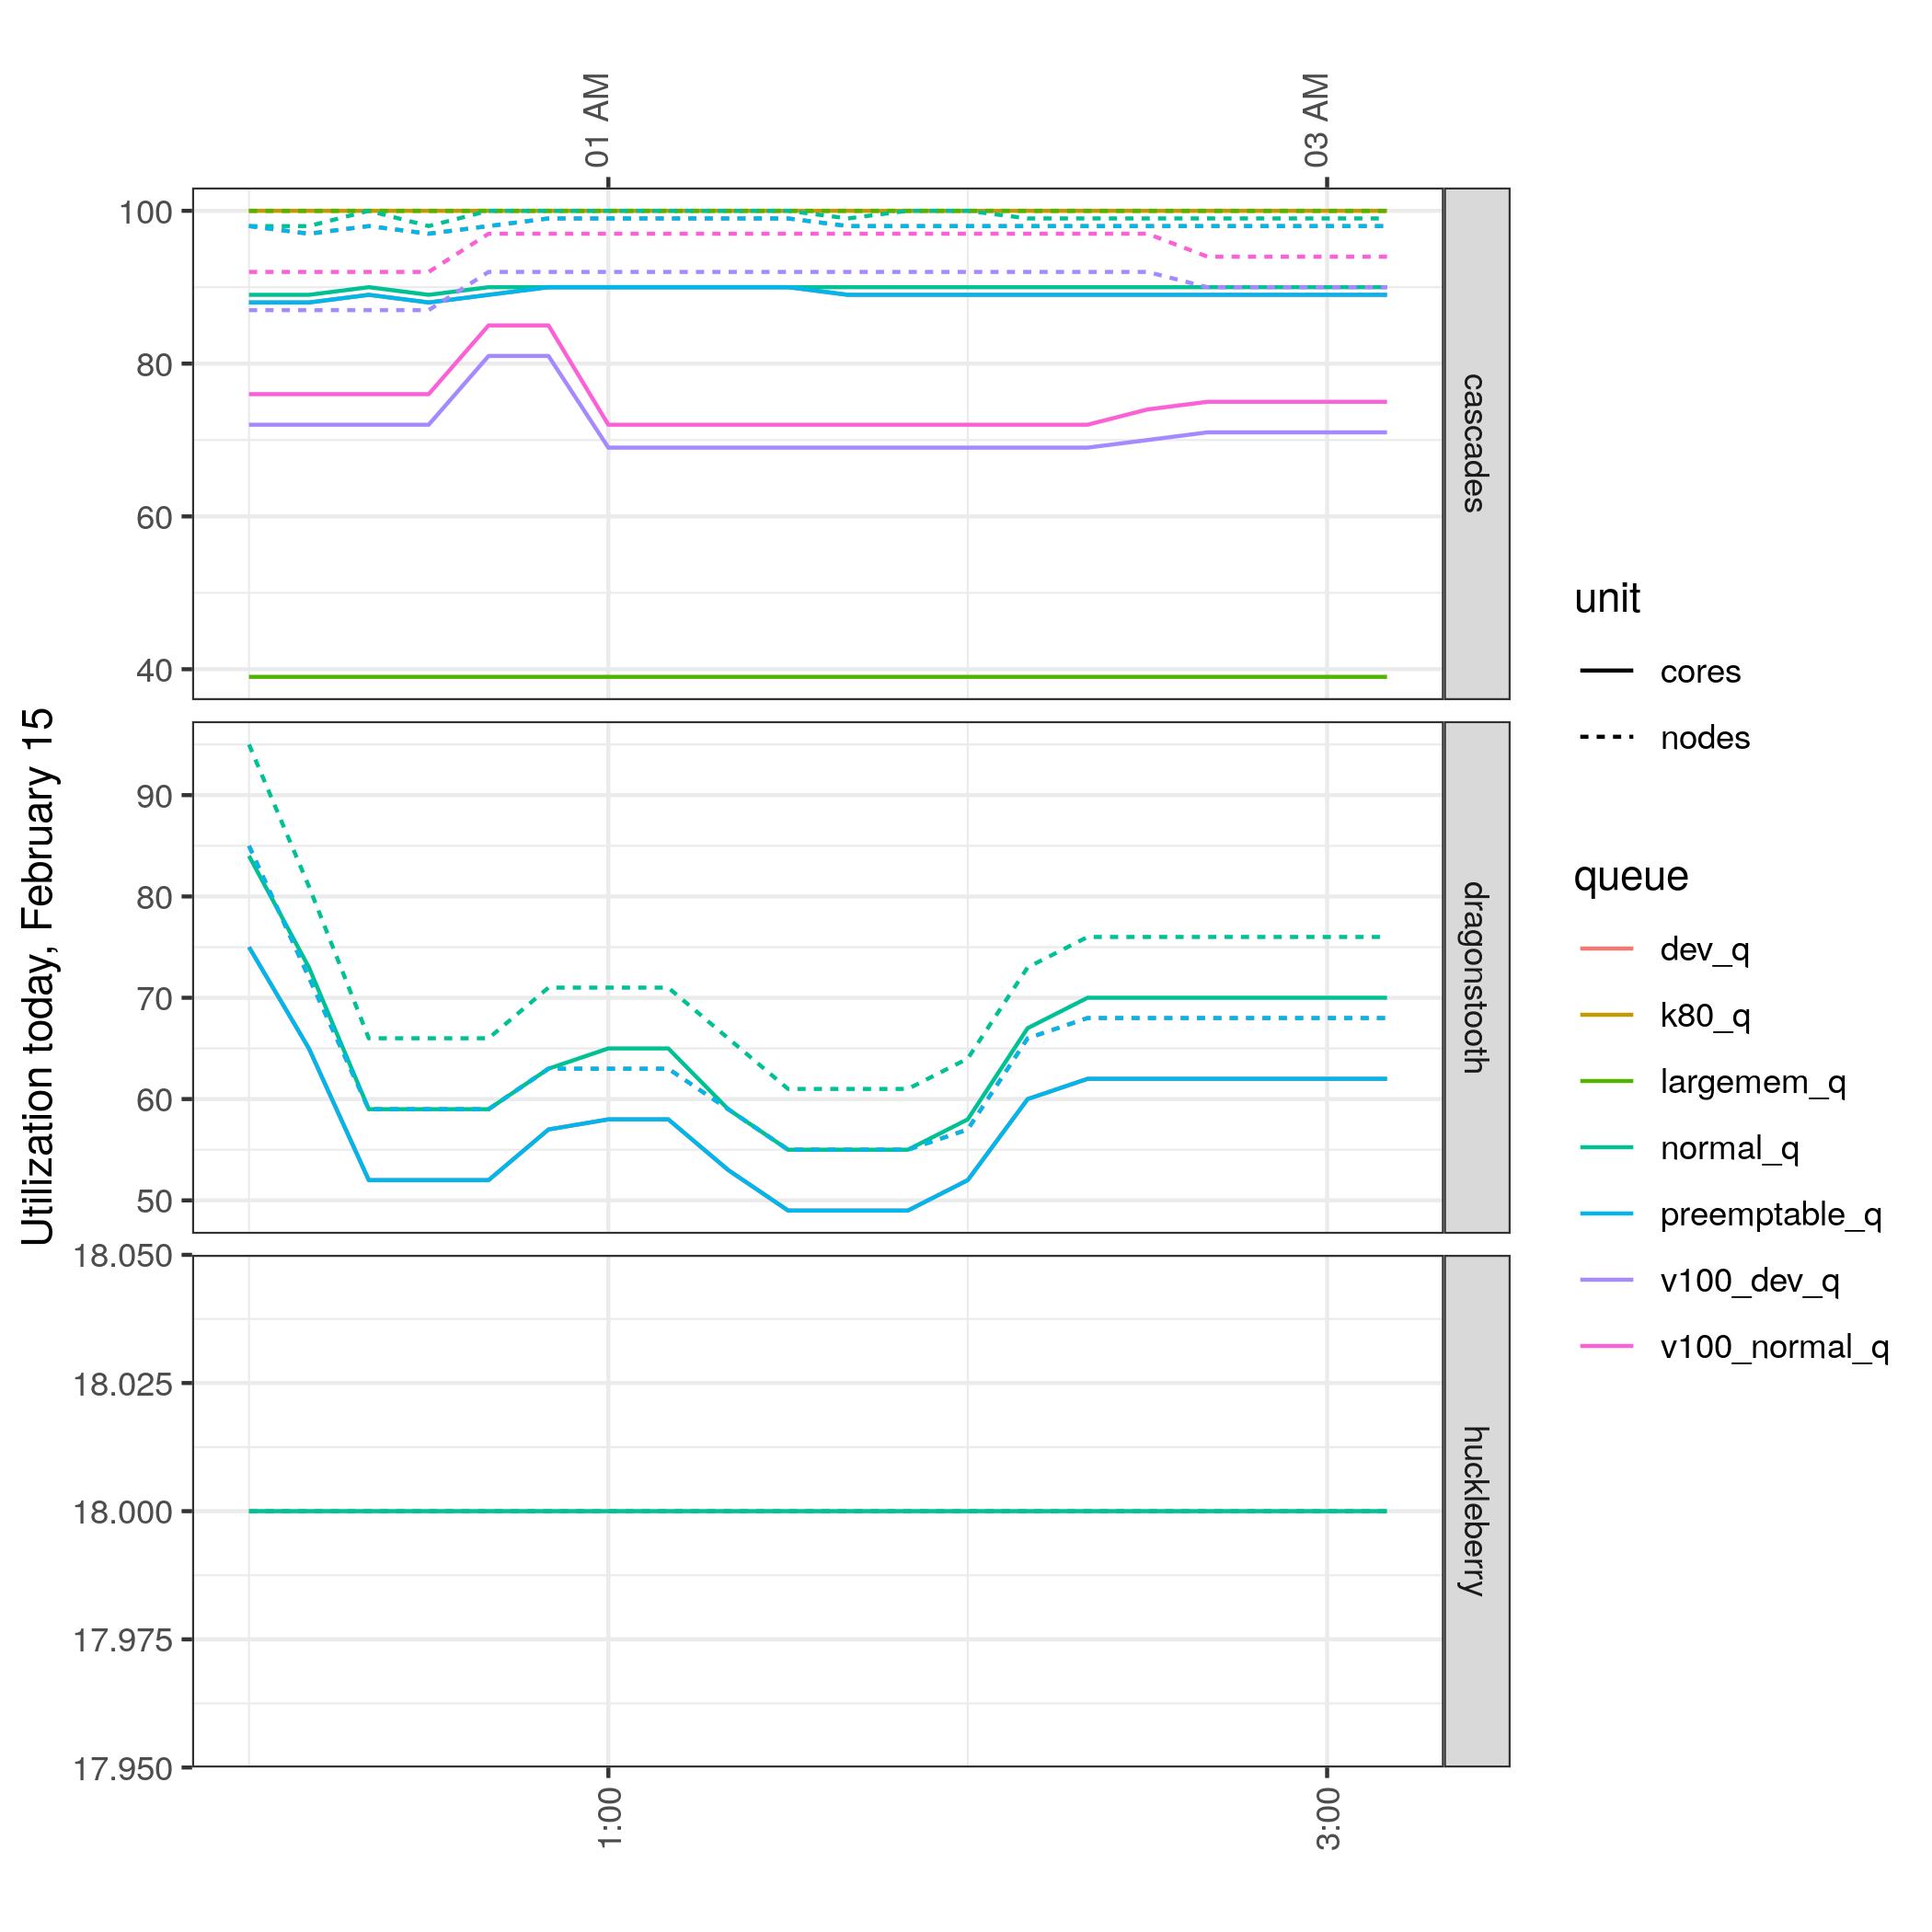 01 AM
03 AM
100
80
60
40
cascades
Utilization today, February 15
90
80
70
60
50
dragonstooth
18.050
18.025
18.000
17.975
17.950
huckleberry
1:00
3:00
unit
cores
nodes
queue
dev_q
k80_q
largemem_q
normal_q
preemptable_q
v100_dev_q
v100_normal_q